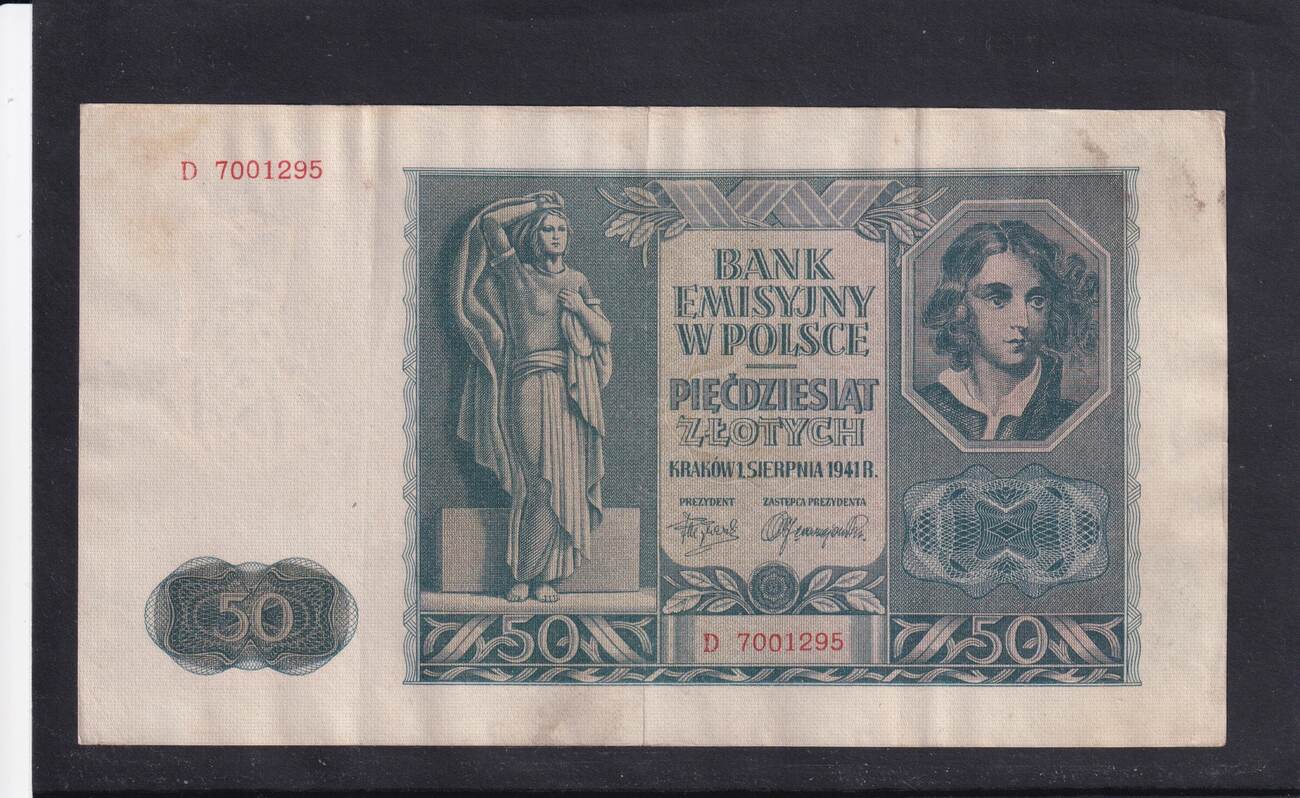 D 7001295
BANK
EMISYJNY
W POLSCE
PIĘĆDZIESIĄT
ZŁOTYCH
KRAKÓW 1. SIERPNIA 1941 R.
PREZYDENT ZASTĘPCA PREZYDENTA
50
50
D 7001295
50